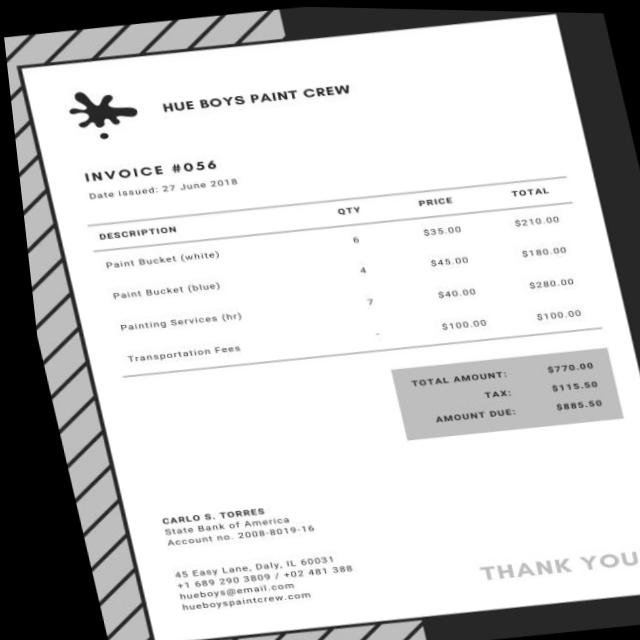 HUE BOYS PAINT CREW
INVOICE #056
Date issued: 27 June 2018
DESCRIPTION QTY PRICE TOTAL
Paint Bucket (white) 6 $35.00 $210.00
Paint Bucket (blue) 4 $45.00 $180.00
Painting Services (hr) 7 $40.00 $280.00
Transportation Fees - $100.00 $100.00
TOTAL AMOUNT: $770.00
TAX: $115.50
AMOUNT DUE: $885.50
CARLO S. TORRES
State Bank of America
Account no. 2008-8019-16
45 Easy Lane, Daly, IL 60031
+1 689 290 3809 / +02 481 388
hueboys@email.com
hueboyspaintcrew.com
THANK YOU